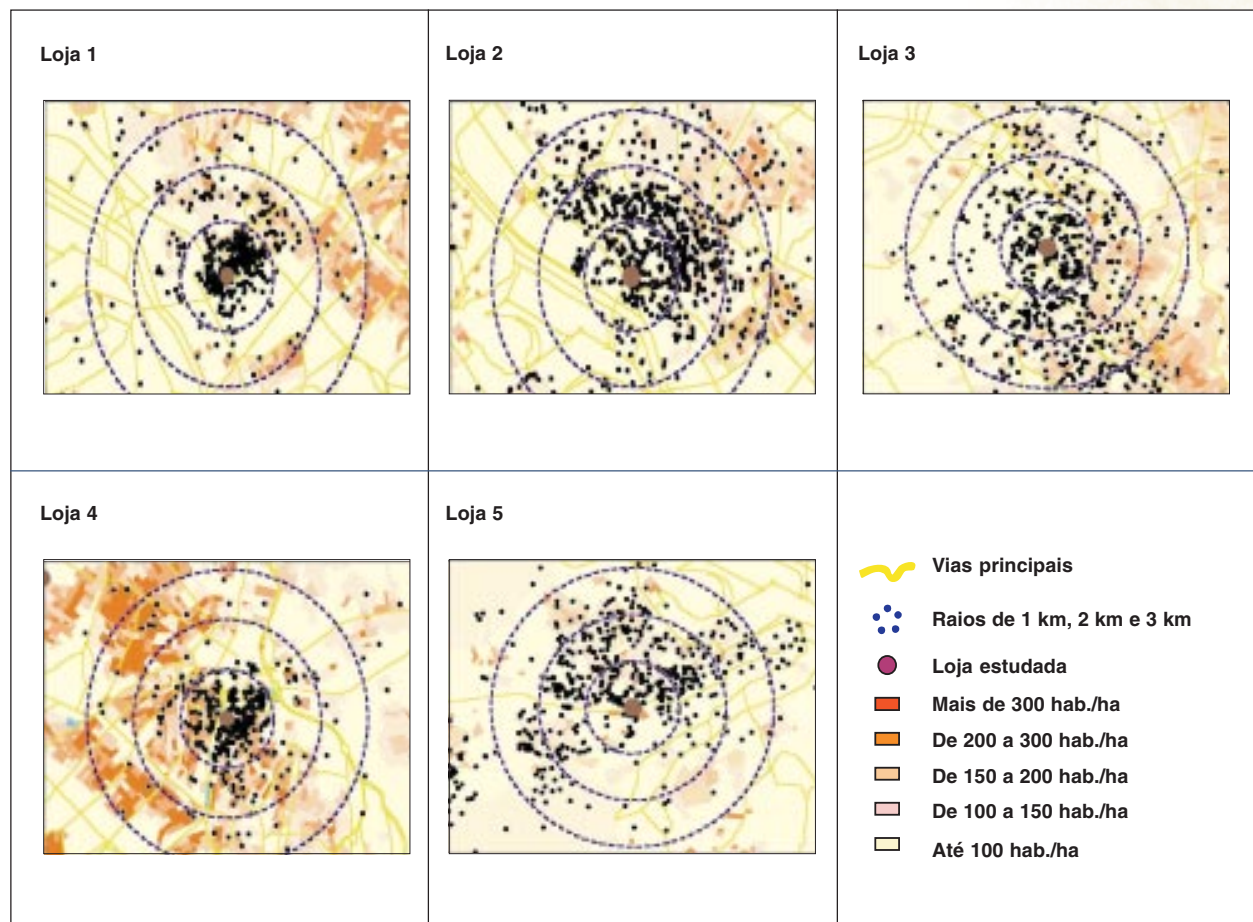 Loja 1
Loja 2
Loja 3
Loja 4
Loja 5
Vias principais
Raios de 1 km, 2 km e 3 km
Loja estudada
Mais de 300 hab./ha
De 200 a 300 hab./ha
De 150 a 200 hab./ha
De 100 a 150 hab./ha
Até 100 hab./ha